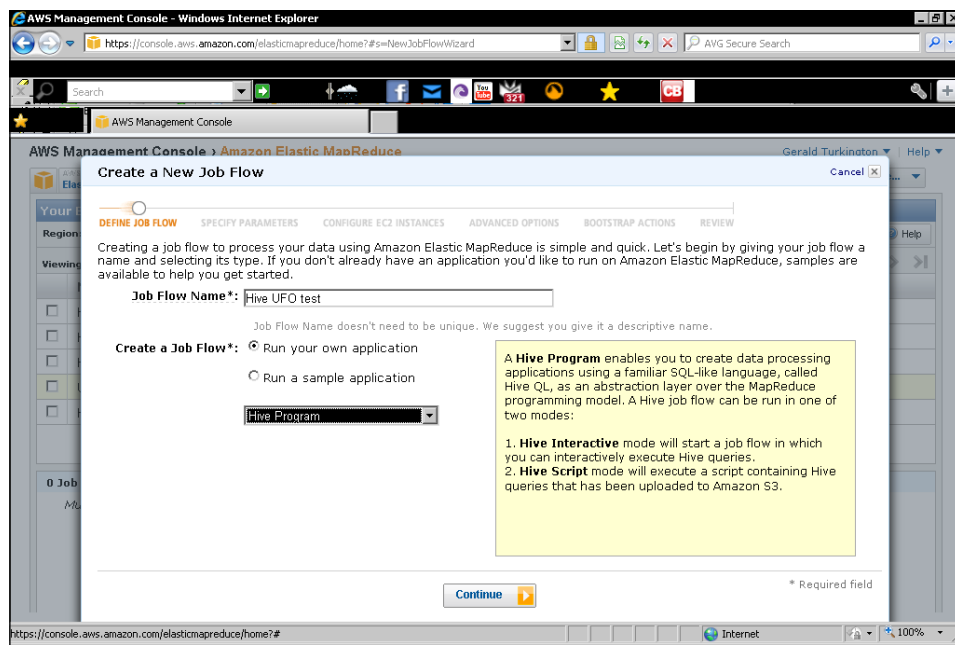 AWS Management Console - Windows Internet Explorer
https://console.aws.amazon.com/elasticmapreduce/home?#s=NewJobFlowWizard
AVG Secure Search
Search
You Tube
321
CB
AWS Management Console
AWS Management Console › Amazon Elastic MapReduce
Gerald Turkington
Help
Create a New Job Flow
Cancel
Elas
Your E
Region
Help
Viewing
DEFINE JOB FLOW SPECIFY PARAMETERS CONFIGURE EC2 INSTANCES ADVANCED OPTIONS BOOTSTRAP ACTIONS REVIEW
Creating a job flow to process your data using Amazon Elastic MapReduce is simple and quick. Let's begin by giving your job flow a
name and selecting its type. If you don't already have an application you'd like to run on Amazon Elastic MapReduce, samples are
available to help you get started.
Job Flow Name*: Hive UFO test
Job Flow Name doesn't need to be unique. We suggest you give it a descriptive name.
Create a Job Flow*: Run your own application
Run a sample application
Hive Program
A Hive Program enables you to create data processing
applications using a familiar SQL-like language, called
Hive QL, as an abstraction layer over the MapReduce
programming model. A Hive job flow can be run in one of
two modes:
1. Hive Interactive mode will start a job flow in which
you can interactively execute Hive queries.
2. Hive Script mode will execute a script containing Hive
queries that has been uploaded to Amazon S3.
0 Job
Mu
Continue
* Required field
https://console.aws.amazon.com/elasticmapreduce/home?#
Internet
100%